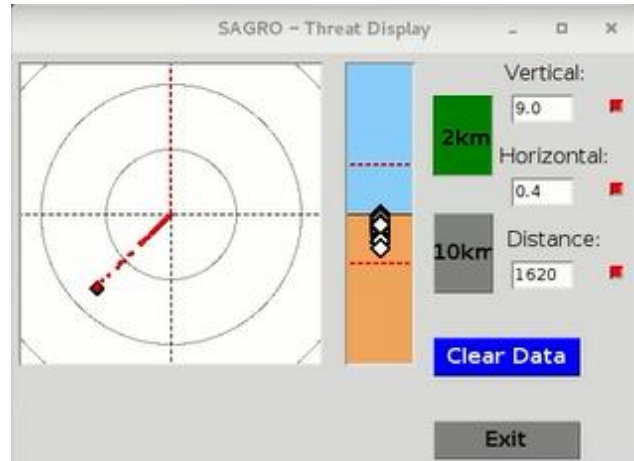 SAGRO - Threat Display
Vertical:
9.0
2km
Horizontal:
0.4
10km
Distance:
1620
Clear Data
Exit